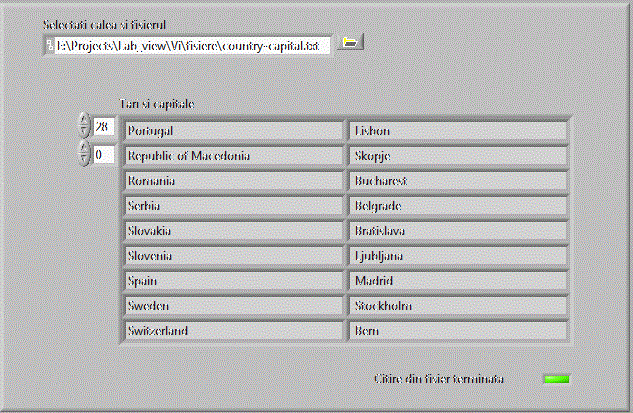 Selectati calea si fisierul
E:\Projects\Lab_view\Vi\fisiere\country-capital.txt
Tari si capitale
28
0
Portugal Lisbon
Republic of Macedonia Skopje
Romania Bucharest
Serbia Belgrade
Slovakia Bratislava
Slovenia Ljubljana
Spain Madrid
Sweden Stockholm
Switzerland Bern
Citire din fisier terminata